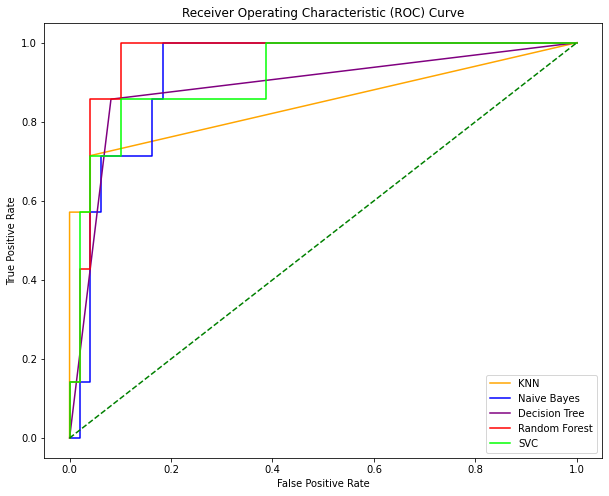 Receiver Operating Characteristic (ROC) Curve
True Positive Rate
1.0
0.8
0.6
0.4
0.2
0.0
0.0 0.2 0.4 0.6 0.8 1.0
False Positive Rate
KNN
Naive Bayes
Decision Tree
Random Forest
SVC